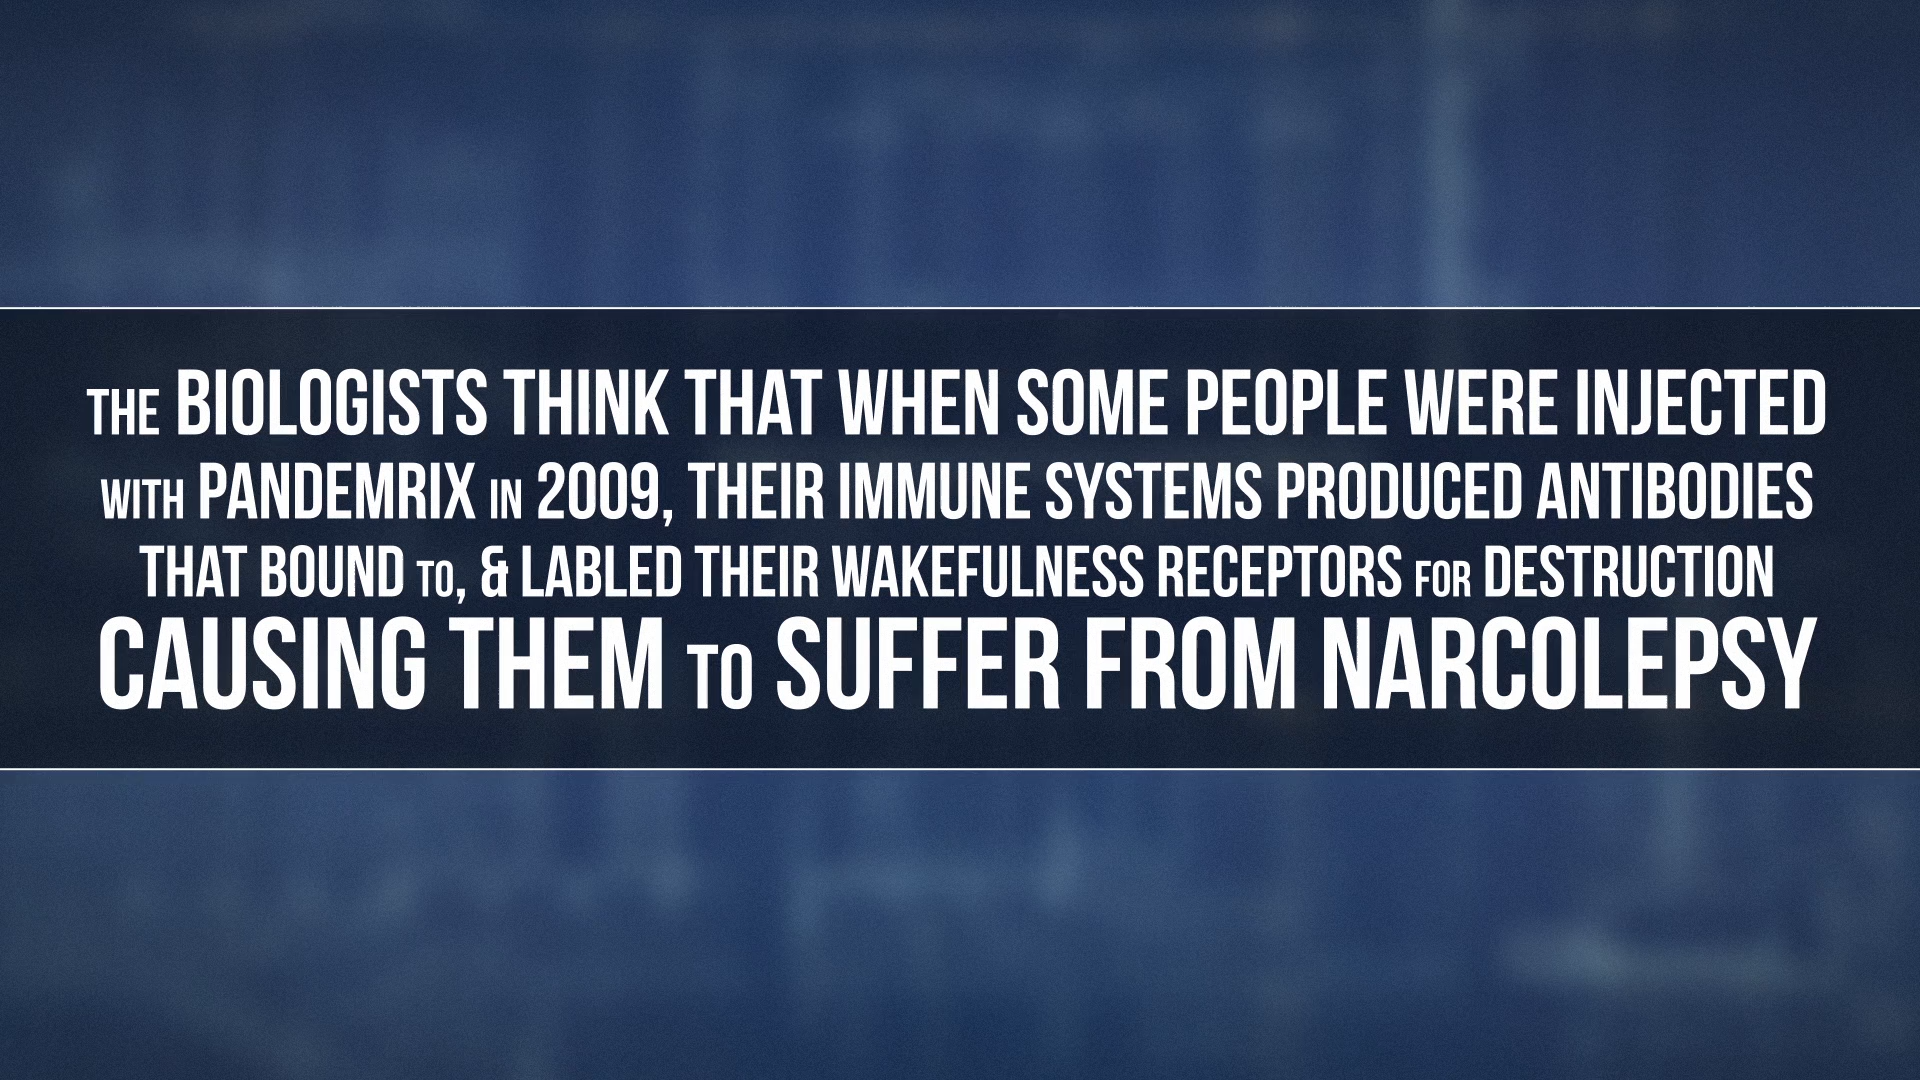 THE BIOLOGISTS THINK THAT WHEN SOME PEOPLE WERE INJECTED
WITH PANDEMRIX IN 2009, THEIR IMMUNE SYSTEMS PRODUCED ANTIBODIES
THAT BOUND TO, & LABLED THEIR WAKEFULNESS RECEPTORS FOR DESTRUCTION
CAUSING THEM TO SUFFER FROM NARCOLEPSY